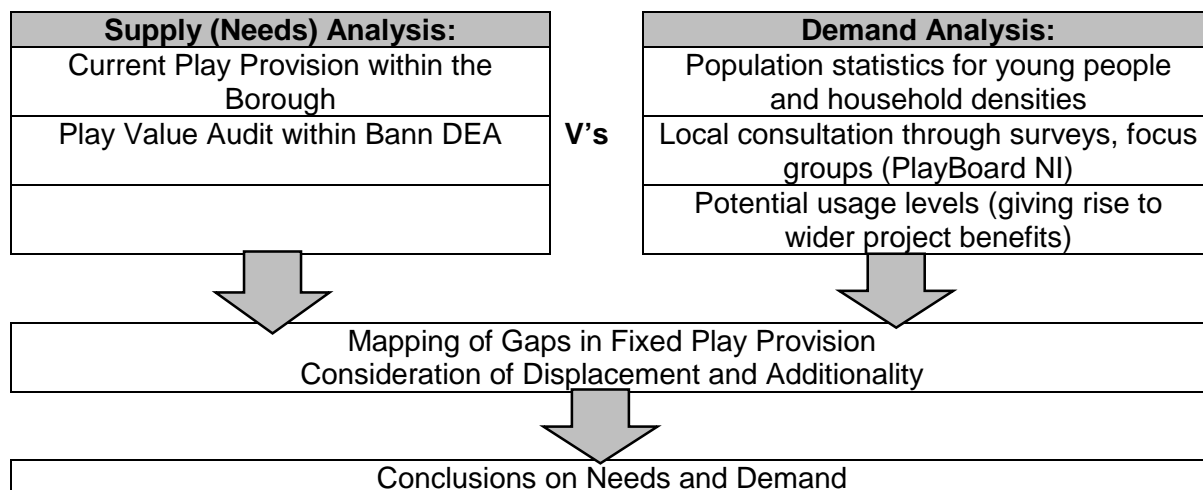 Supply (Needs) Analysis:
Current Play Provision within the
Borough
Play Value Audit within Bann DEA
V's
Demand Analysis:
Population statistics for young people
and household densities
Local consultation through surveys, focus
groups (PlayBoard NI)
Potential usage levels (giving rise to
wider project benefits)
Mapping of Gaps in Fixed Play Provision
Consideration of Displacement and Additionality
Conclusions on Needs and Demand